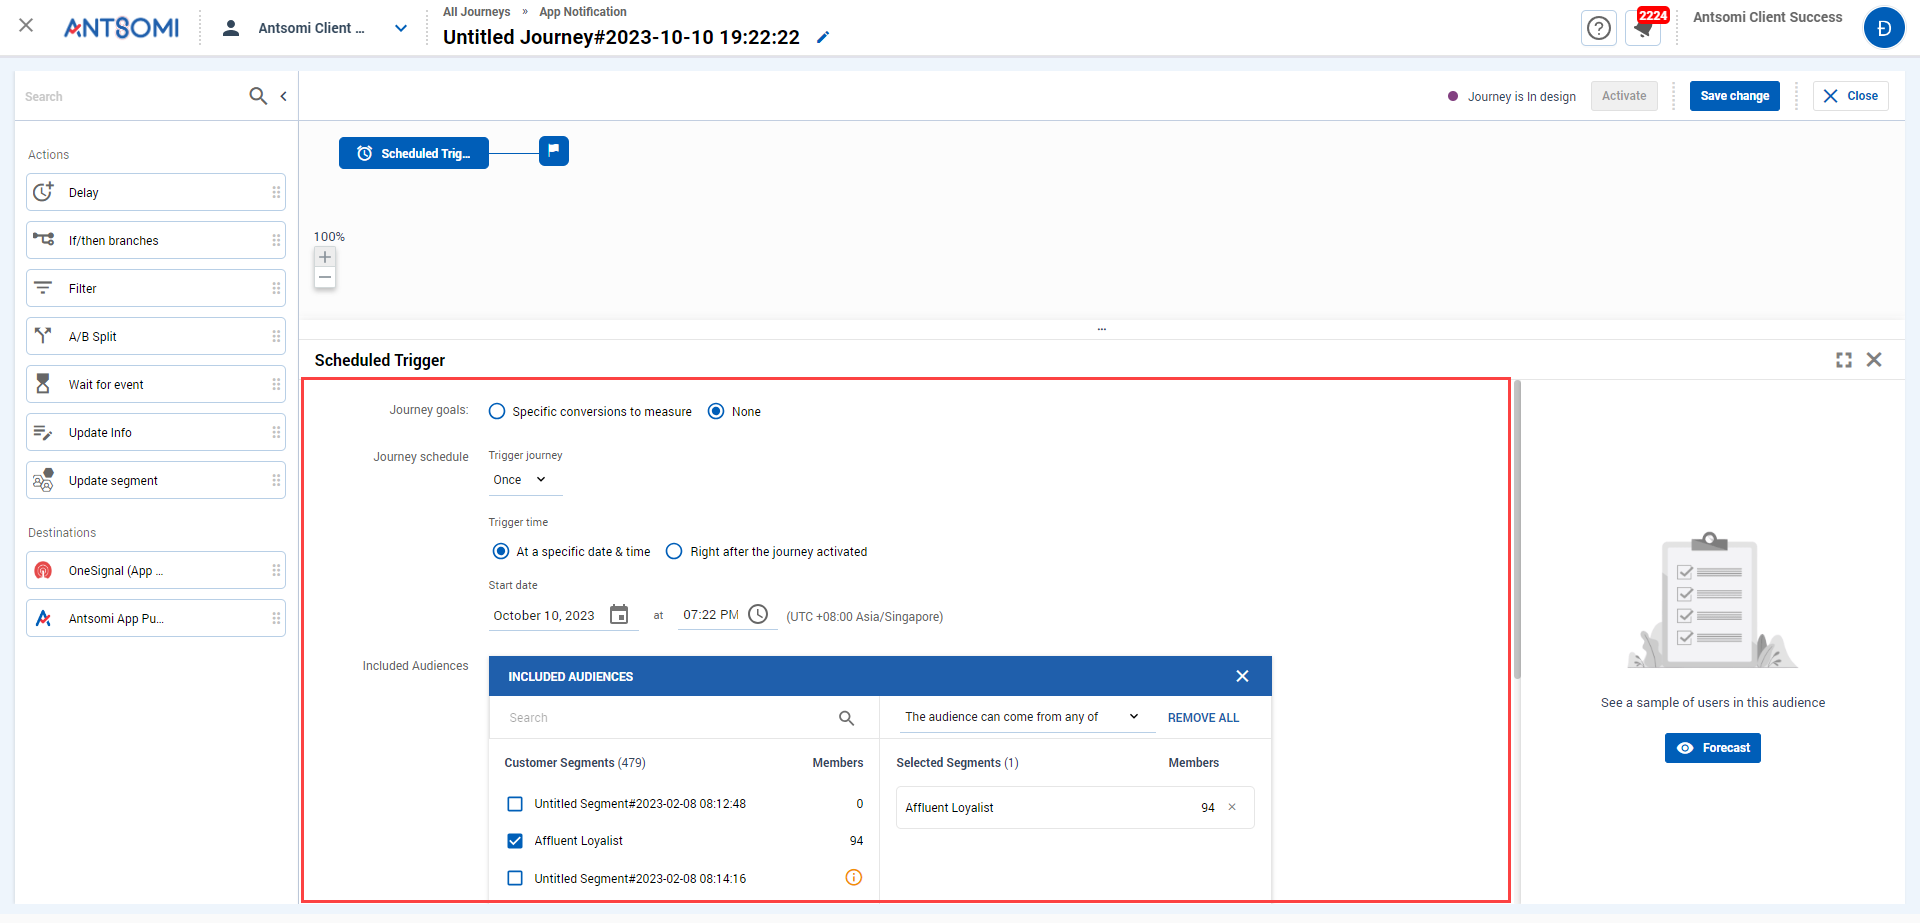 ANTSOMI
Antsomi Client ...
All Journeys » App Notification
Untitled Journey#2023-10-10 19:22:22
2224
Antsomi Client Success
Đ
Search
Journey is In design
Activate
Save change
Close
Actions
Delay
If/then branches
Filter
A/B Split
Wait for event
Update Info
Update segment
Destinations
OneSignal (App ...
Antsomi App Pu...
Scheduled Trig...
100%
...
Scheduled Trigger
Journey goals:
Specific conversions to measure
None
Journey schedule
Trigger journey
Once
Trigger time
At a specific date & time
Right after the journey activated
Start date
October 10, 2023
at
07:22 PM
(UTC +08:00 Asia/Singapore)
Included Audiences
INCLUDED AUDIENCES
Search
The audience can come from any of
REMOVE ALL
Customer Segments (479)
Members
Selected Segments (1)
Members
Untitled Segment#2023-02-08 08:12:48
0
Affluent Loyalist
94
Affluent Loyalist
94
Untitled Segment#2023-02-08 08:14:16
See a sample of users in this audience
Forecast